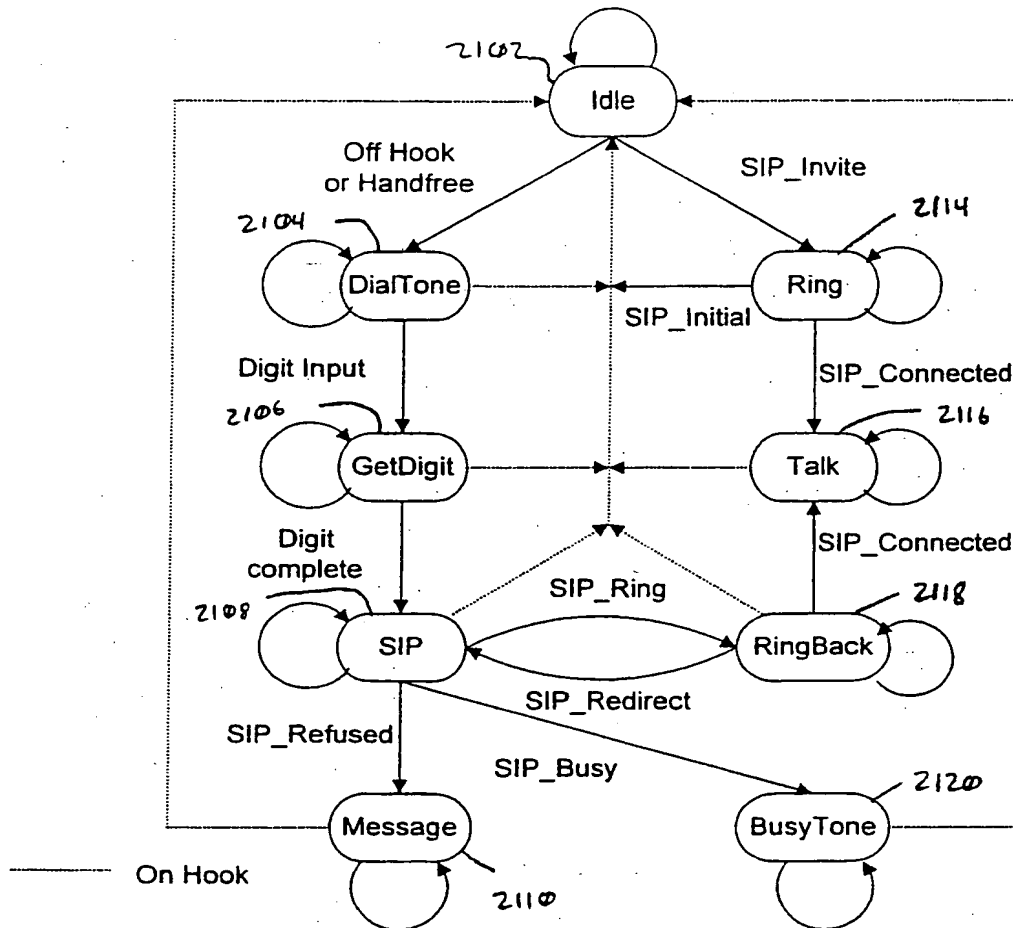 2102
Idle
Off Hook
or Handfree
SIP_Invite
2104
2114
DialTone
Ring
SIP_Initial
Digit Input
SIP_Connected
2106
2116
GetDigit
Talk
Digit
complete
SIP_Connected
SIP_Ring
2108
2118
SIP
RingBack
SIP_Redirect
SIP_Refused
SIP_Busy
2120
Message
BusyTone
On Hook
2110